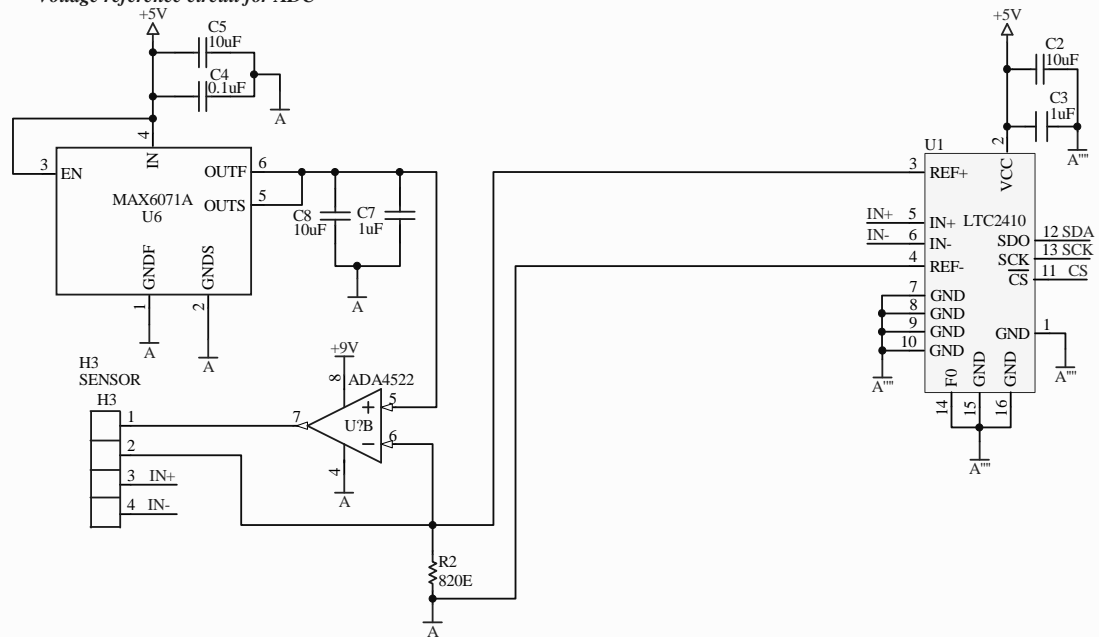 Voltage reference circuit for ADC
+5V
C5
10uF
C4
0.1uF
A
4
3
EN
IN
OUTF
6
OUTS
5
MAX6071A
U6
GNDF
GNDS
1
2
A
A
C8
10uF
C7
1uF
A
+9V
8
ADA4522
5
+
U?B
7
6
−
4
A
H3
SENSOR
H3
1
2
3 IN+
4 IN-
R2
820E
A
+5V
C2
10uF
C3
1uF
A""
2
U1
VCC
3
REF+
LTC2410
IN+ 5
IN+
IN- 6
IN-
4
REF-
SDO
12 SDA
SCK
13 SCK
CS
11 CS
7
GND
8
GND
9
GND
10
GND
GND
1
A""
A""
F0
GND
GND
14
15
16
A""